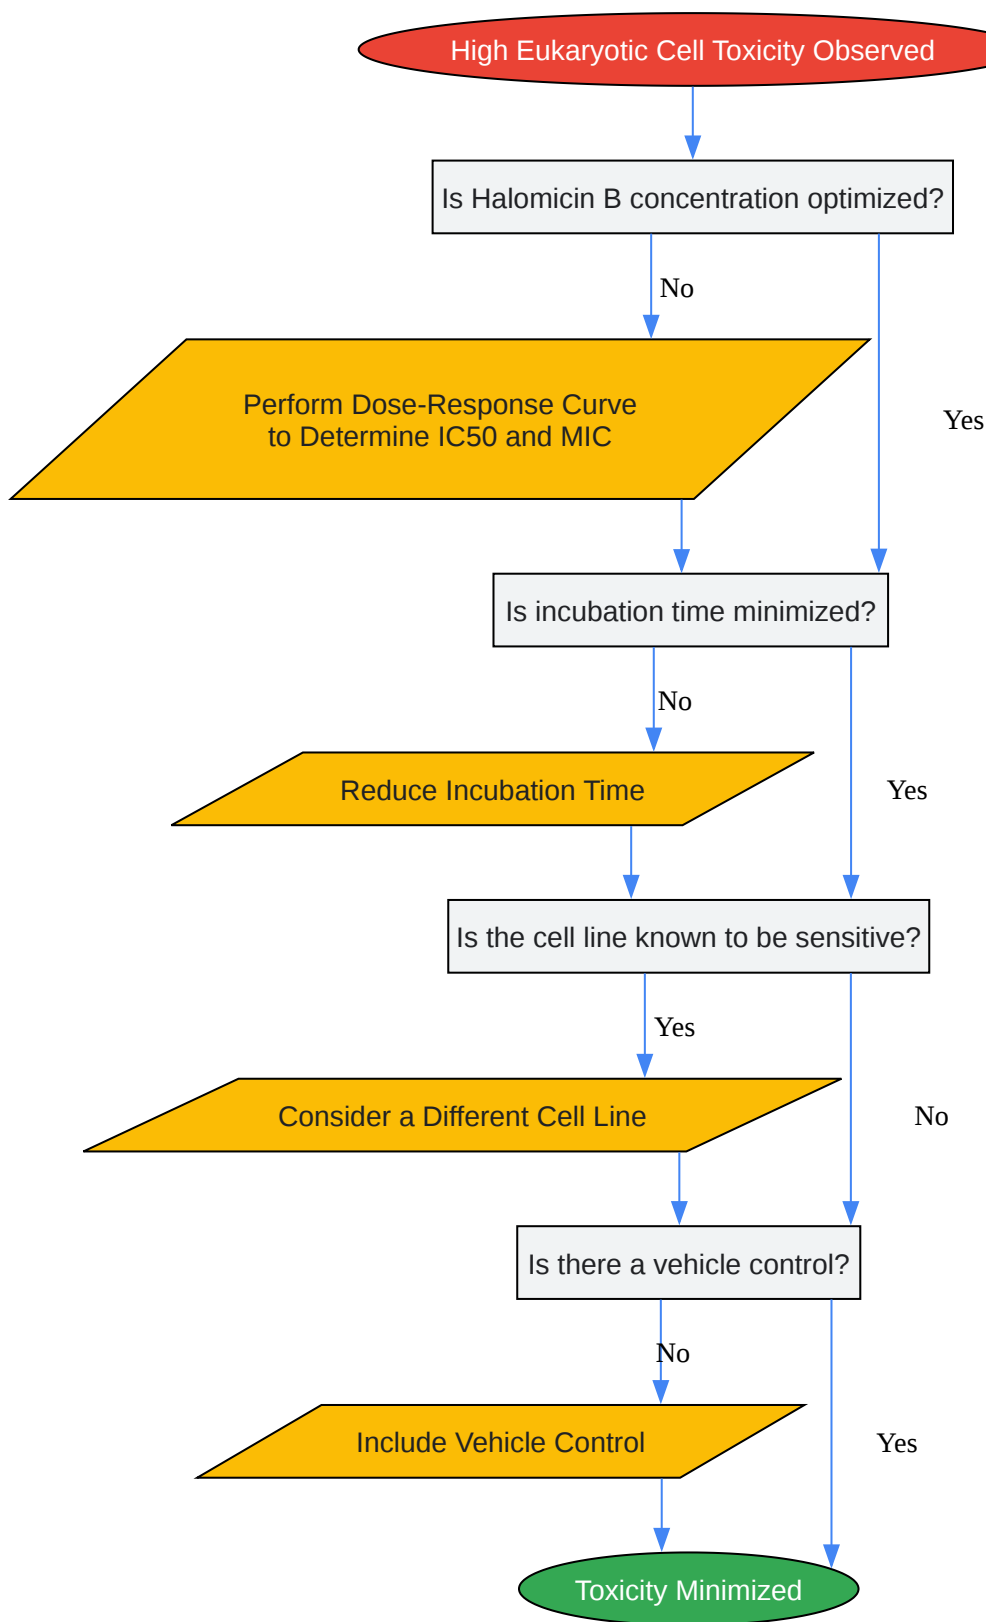 High Eukaryotic Cell Toxicity Observed
Is Halomicin B concentration optimized?
No
Perform Dose-Response Curve
to Determine IC50 and MIC
Yes
Is incubation time minimized?
No
Reduce Incubation Time
Yes
Is the cell line known to be sensitive?
Yes
Consider a Different Cell Line
No
Is there a vehicle control?
No
Include Vehicle Control
Yes
Toxicity Minimized